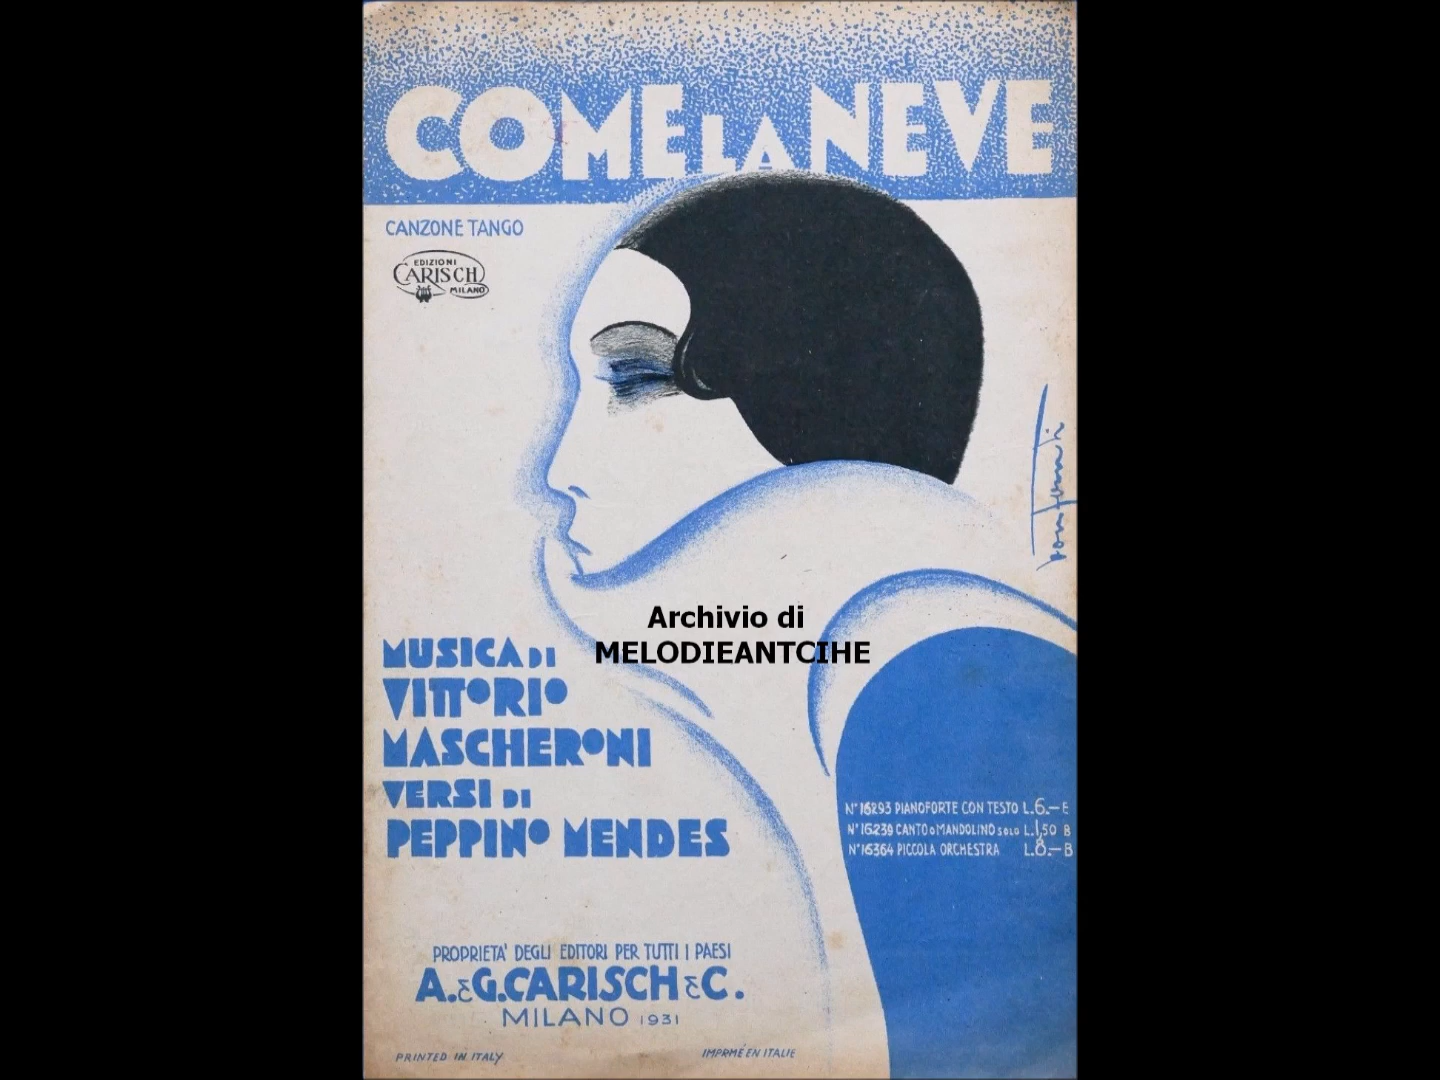 COME LA NEVE
CANZONE TANGO
EDIZIONI
CARISCH
MILANO
Archivio di
MELODIEANTCIHE
MUSICA DI
VITTORIO
MASCHERONI
VERSI DI
PEPPINO MENDES
N° 16293 PIANOFORTE CON TESTO L.6.— E
N° 16239 CANTO o MANDOLINO SOLO L.1,50 B
N° 16364 PICCOLA ORCHESTRA L.8.— B
PROPRIETA' DEGLI EDITORI PER TUTTI I PAESI
A. & G. CARISCH & C.
MILANO 1931
PRINTED IN ITALY
IMPRMÉ EN ITALIE